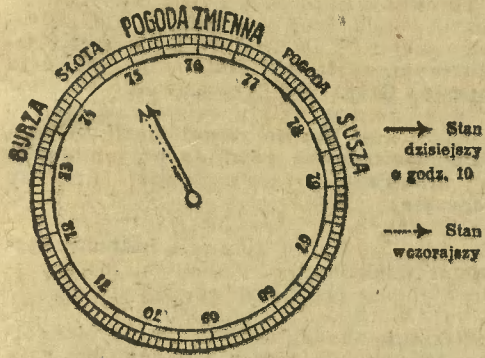 POGODA ZMIENNA
SŁOTA
POGODA
BURZA
SUSZA
73
74
75
76
77
78
79
68
69
70
71
72
Stan
dzisiejszy
o godz. 10
Stan
wczorajszy